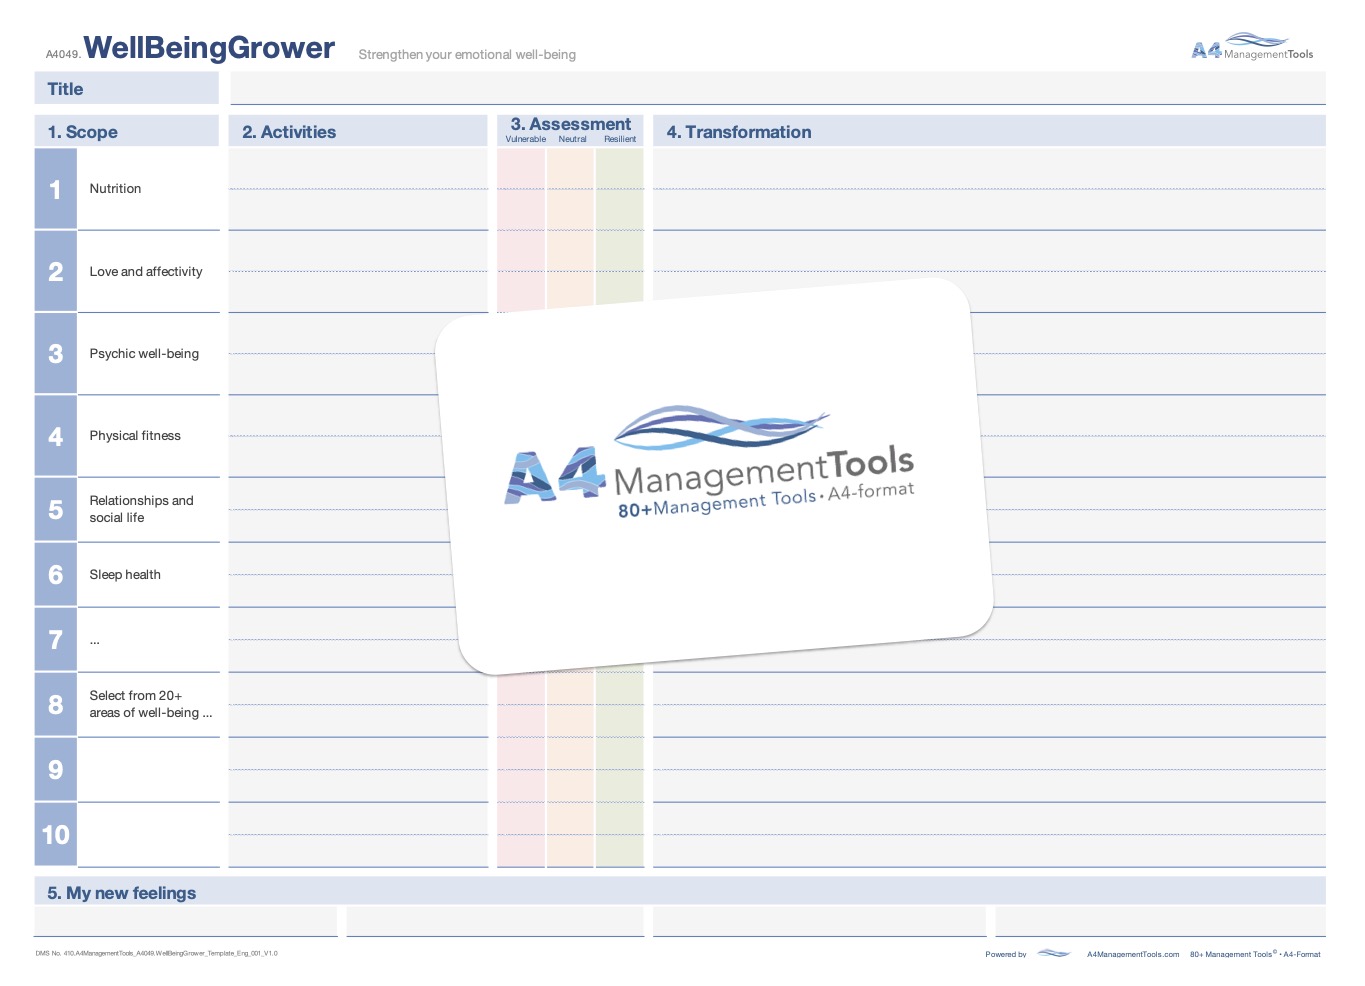 A4049. WellBeingGrower Strengthen your emotional well-being
A4 ManagementTools
Title
1. Scope
2. Activities
3. Assessment
Vulnerable Neutral Resilient
4. Transformation
1 Nutrition
2 Love and affectivity
3 Psychic well-being
4 Physical fitness
5 Relationships and
social life
6 Sleep health
7 ...
8 Select from 20+
areas of well-being ...
9
10
A4 ManagementTools
80+Management Tools · A4-format
5. My new feelings
DMS No. 410.A4ManagementTools_A4049.WellBeingGrower_Template_Eng_001_V1.0
Powered by A4ManagementTools.com 80+ Management Tools® • A4-Format